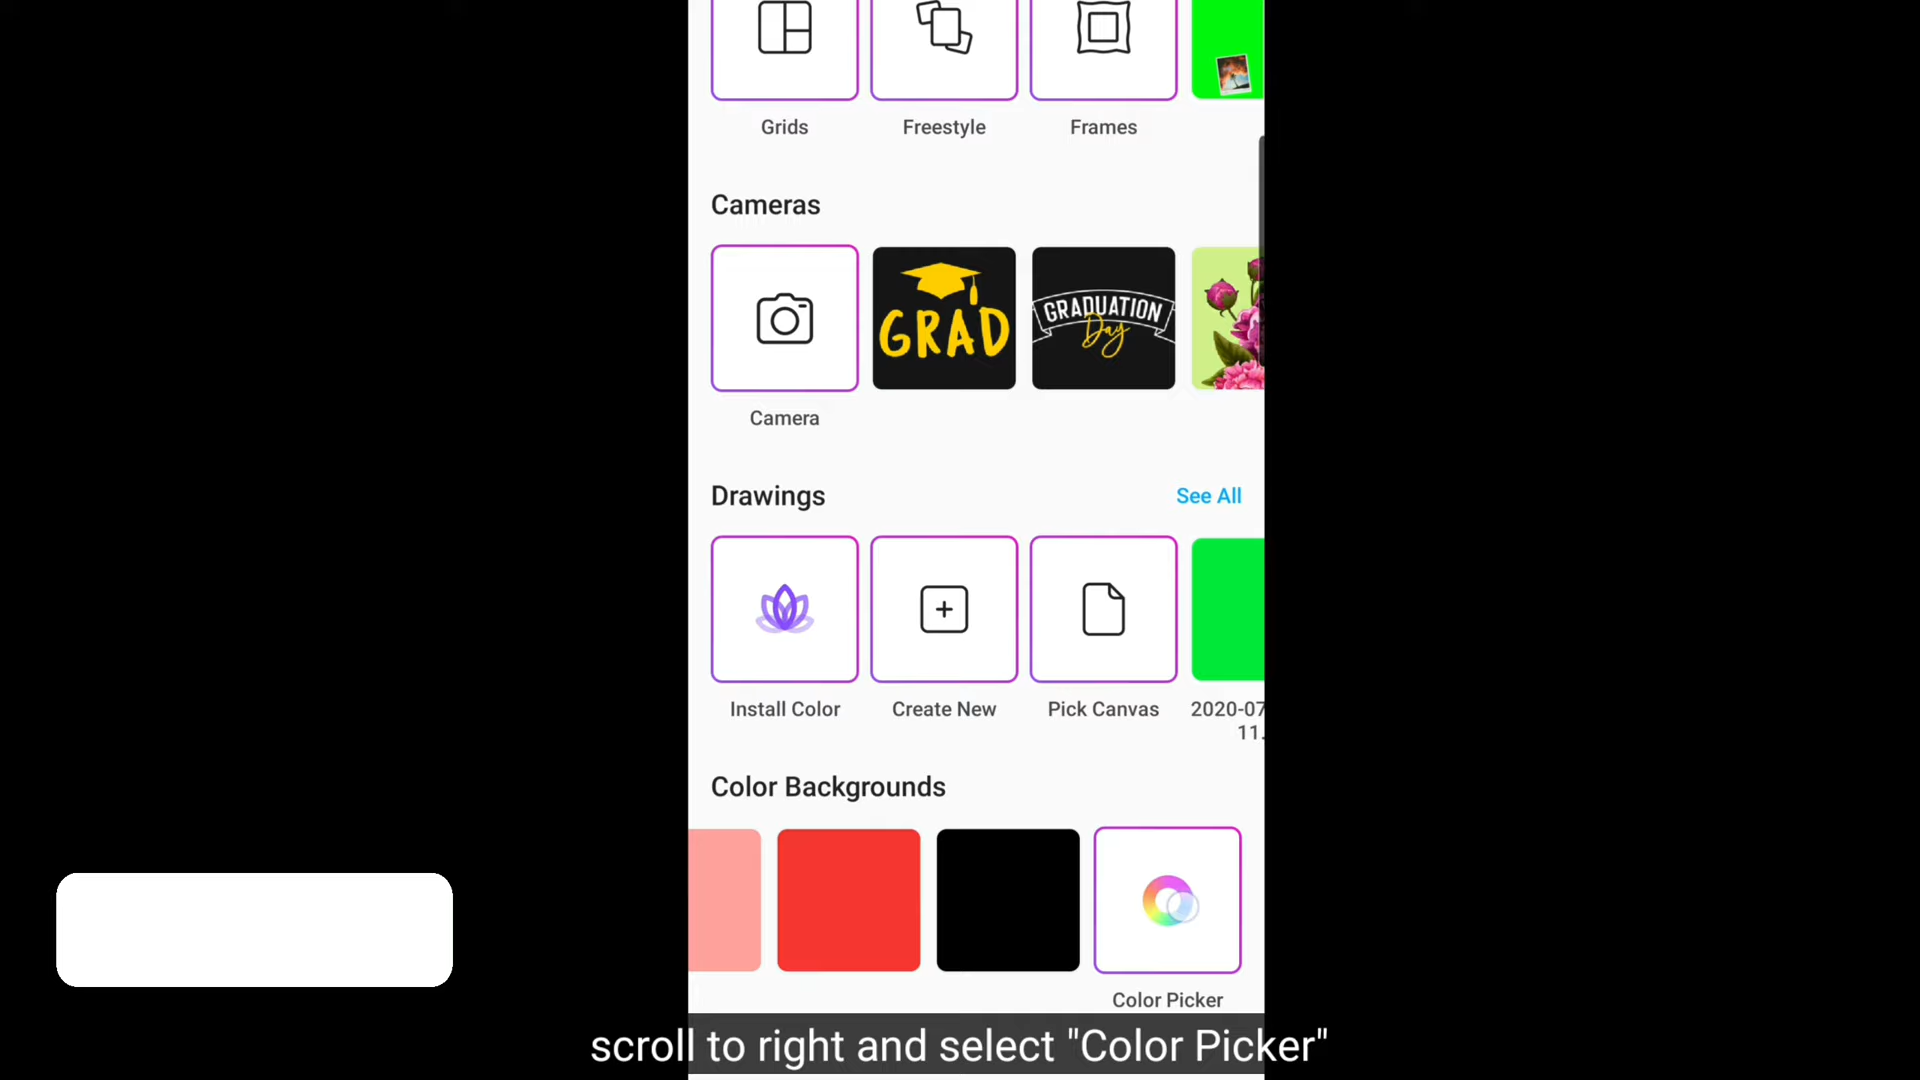 Grids
Freestyle
Frames
Cameras
GRAD
GRADUATION
Day
Camera
Drawings
See All
Install Color
Create New
Pick Canvas
2020-07
11.
Color Backgrounds
Color Picker
scroll to right and select "Color Picker"